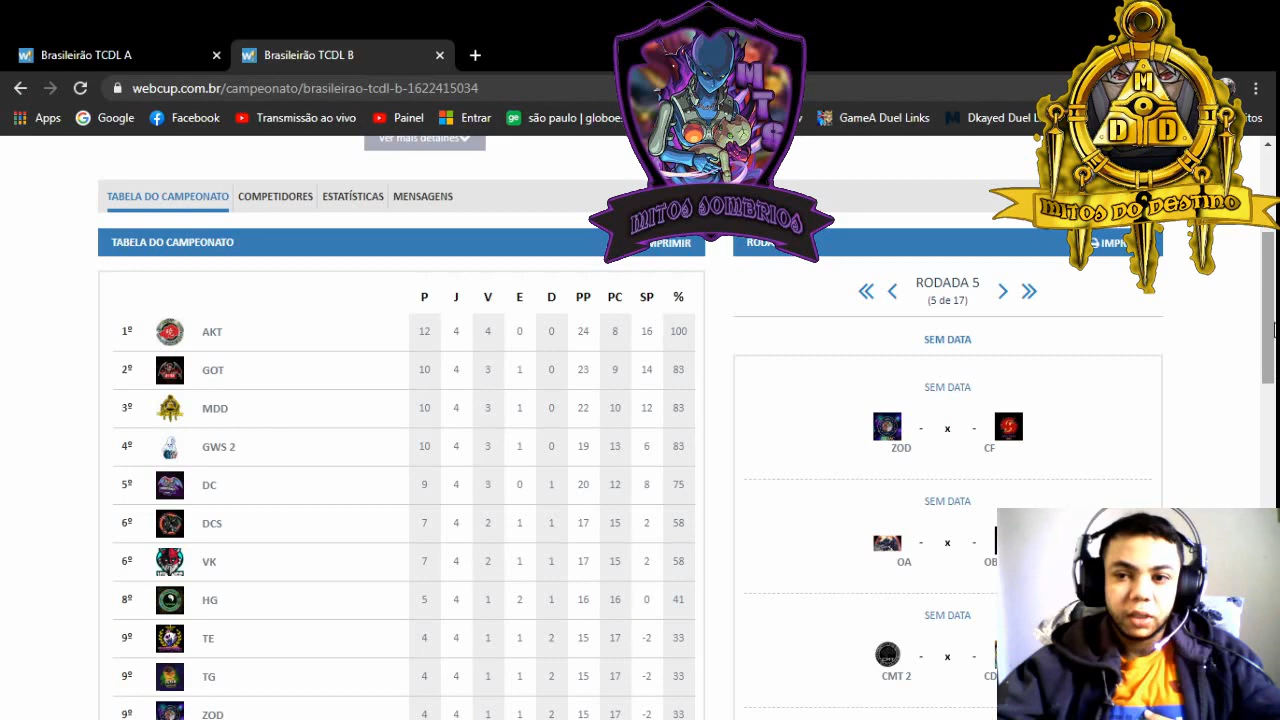 Brasileirão TCDL A
Brasileirão TCDL B
webcup.com.br/campeonato/brasileirao-tcdl-b-1622415034
Apps Google Facebook Transmissão ao vivo Painel Entrar são paulo | globoes GameA Duel Links Dkayed Duel
Ver mais detalhes
MTS
MITOS SOMBRIOS
M
D D
MITOS DO DESTINO
TABELA DO CAMPEONATO COMPETIDORES ESTATÍSTICAS MENSAGENS
TABELA DO CAMPEONATO
P J V E D PP PC SP %
1º AKT 12 4 4 0 0 24 8 16 100
2º GOT 10 4 3 1 0 23 9 14 83
3º MDD 10 4 3 1 0 22 10 12 83
4º GWS 2 10 4 3 1 0 19 13 6 83
5º DC 9 4 3 0 1 20 12 8 75
6º DCS 7 4 2 1 1 17 15 2 58
6º VK 7 4 2 1 1 17 15 2 58
8º HG 5 4 1 2 1 16 16 0 41
9º TE 4 4 1 1 2 15 17 -2 33
9º TG 4 4 1 1 2 15 17 -2 33
9º ZOD 4 4 1 1 2 15 17 -2 33
RODADA 5
(5 de 17)
SEM DATA
SEM DATA
- x -
ZOD CF
SEM DATA
- x -
OA OB
SEM DATA
- x -
CMT 2 CD